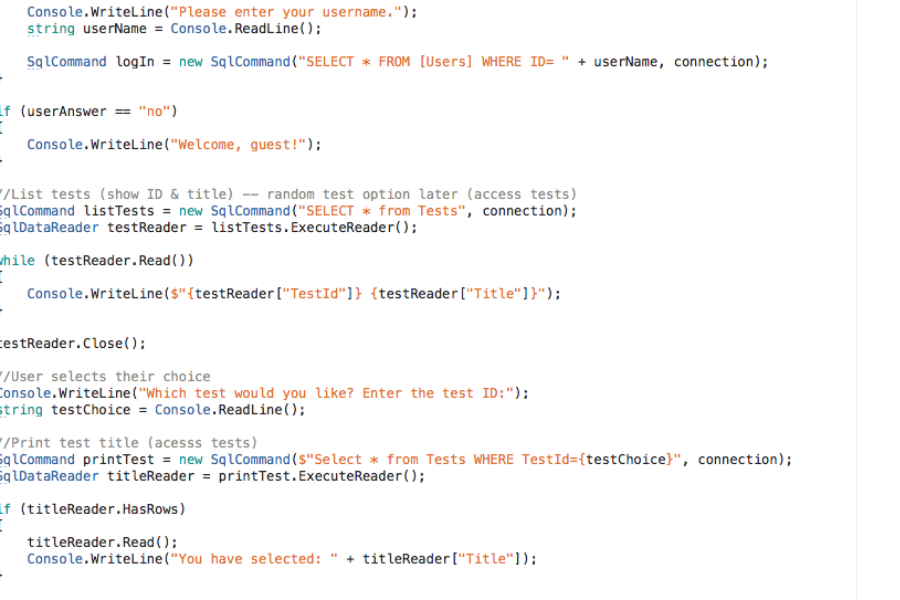 Console.WriteLine("Please enter your username.");
string userName = Console.ReadLine();
SqlCommand logIn = new SqlCommand("SELECT * FROM [Users] WHERE ID= " + userName, connection);
}
if (userAnswer == "no")
{
Console.WriteLine("Welcome, guest!");
}
//List tests (show ID & title) -- random test option later (access tests)
SqlCommand listTests = new SqlCommand("SELECT * from Tests", connection);
SqlDataReader testReader = listTests.ExecuteReader();
while (testReader.Read())
{
Console.WriteLine($"{testReader["TestId"]} {testReader["Title"]}");
}
testReader.Close();
//User selects their choice
Console.WriteLine("Which test would you like? Enter the test ID:");
string testChoice = Console.ReadLine();
//Print test title (acesss tests)
SqlCommand printTest = new SqlCommand($"Select * from Tests WHERE TestId={testChoice}", connection);
SqlDataReader titleReader = printTest.ExecuteReader();
if (titleReader.HasRows)
{
titleReader.Read();
Console.WriteLine("You have selected: " + titleReader["Title"]);
}